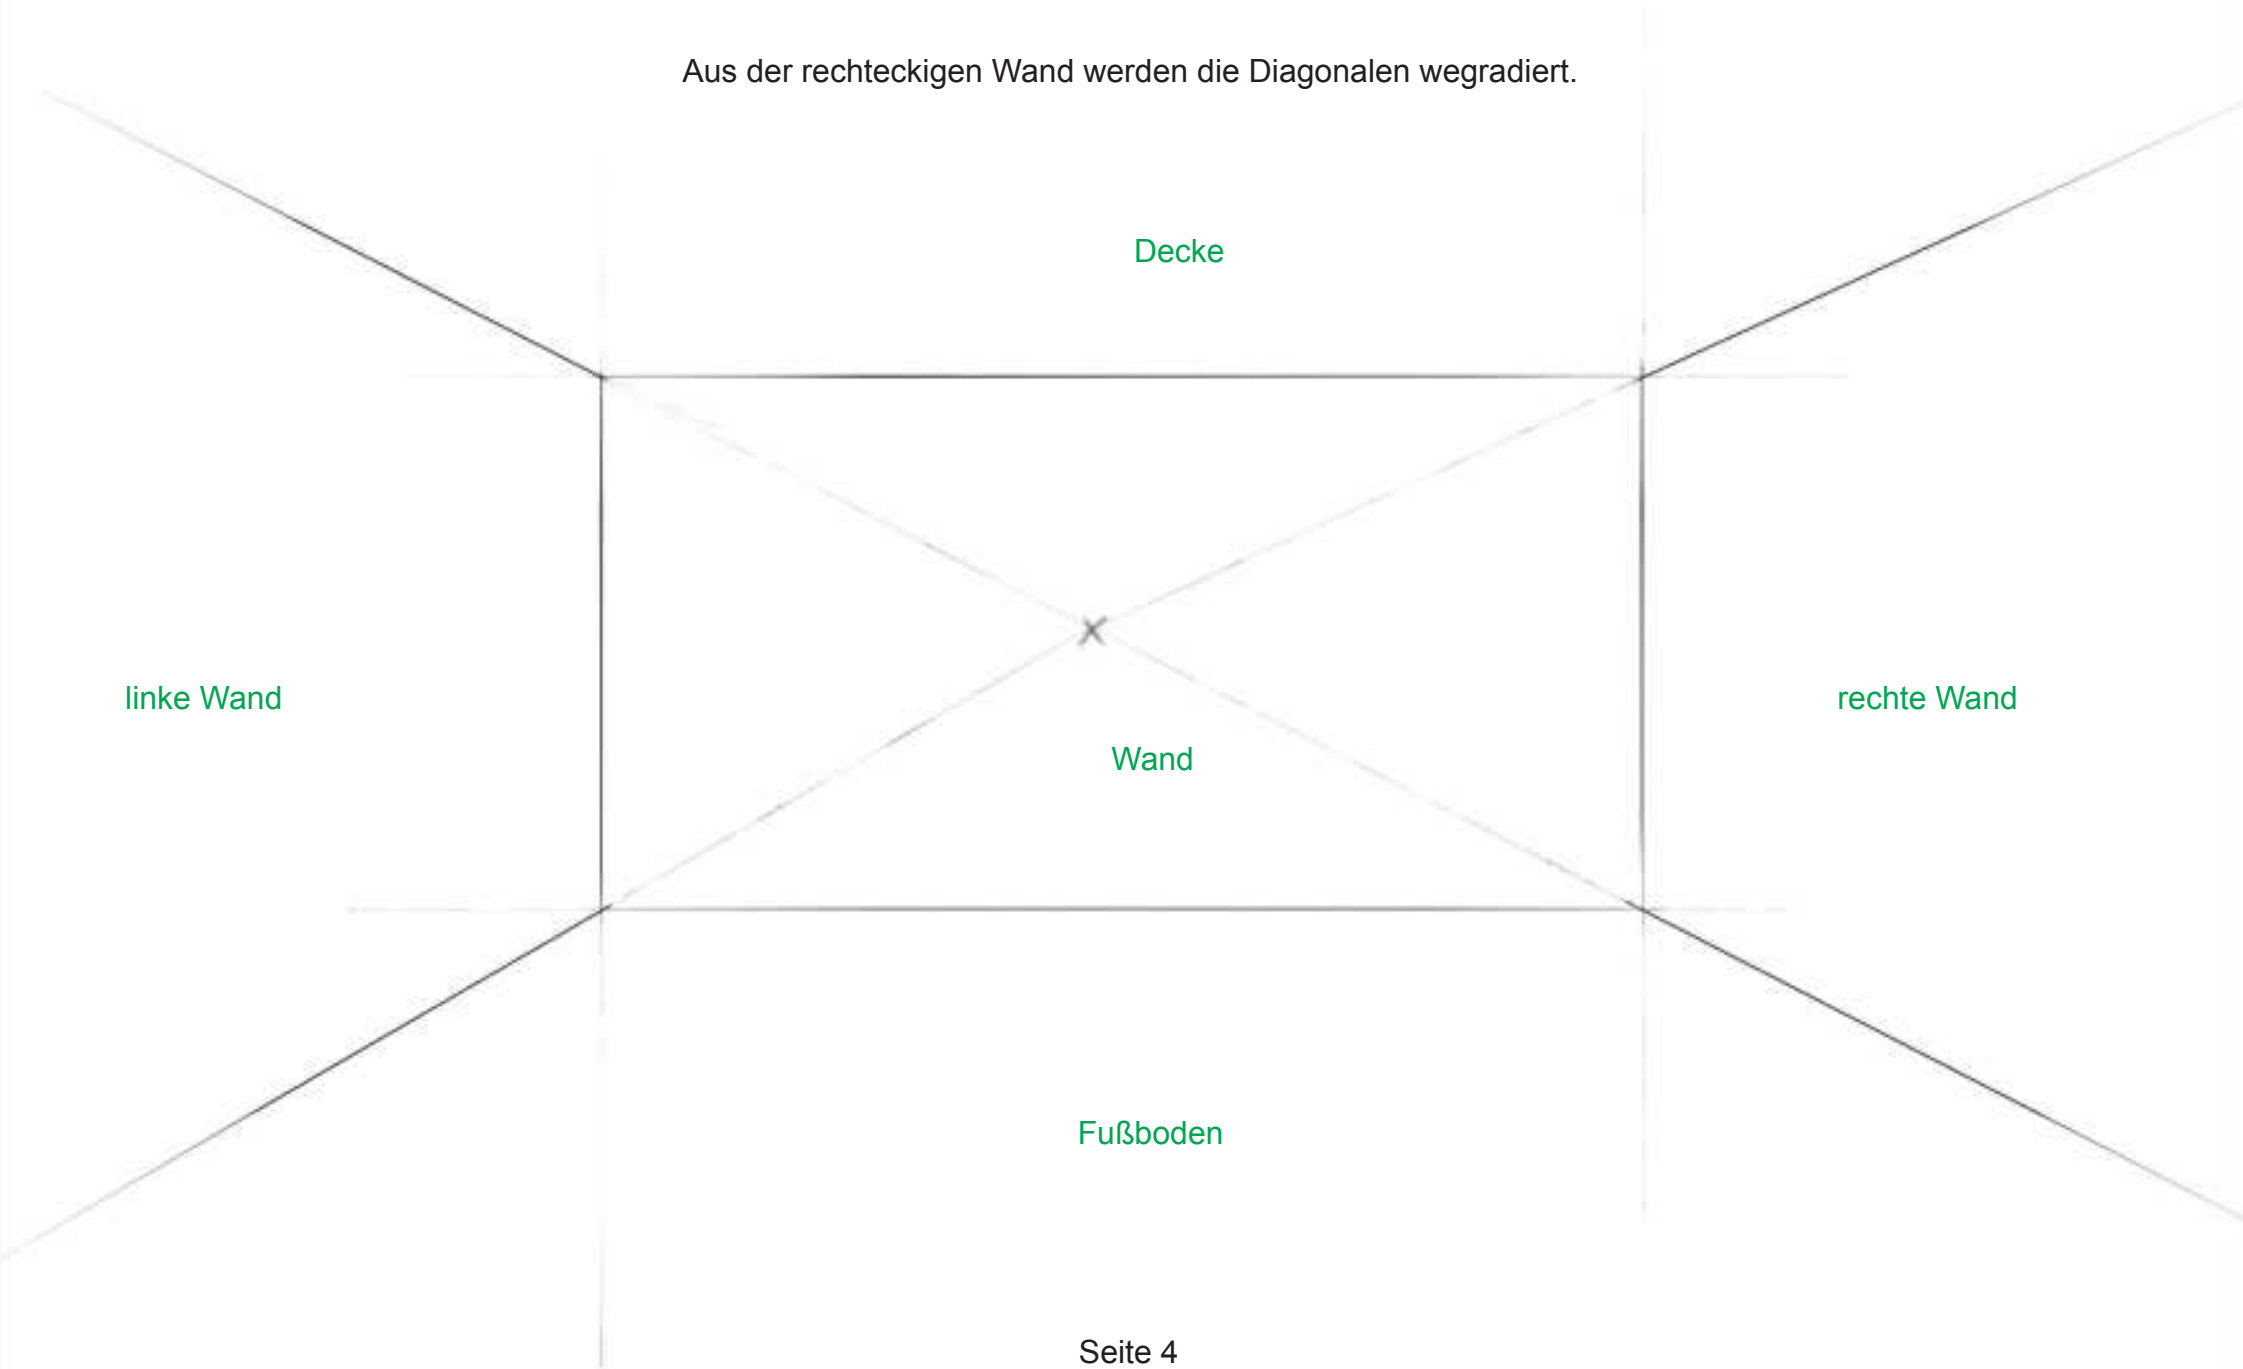 Aus der rechteckigen Wand werden die Diagonalen wegradiert.
Decke
linke Wand
rechte Wand
Wand
Fußboden
Seite 4